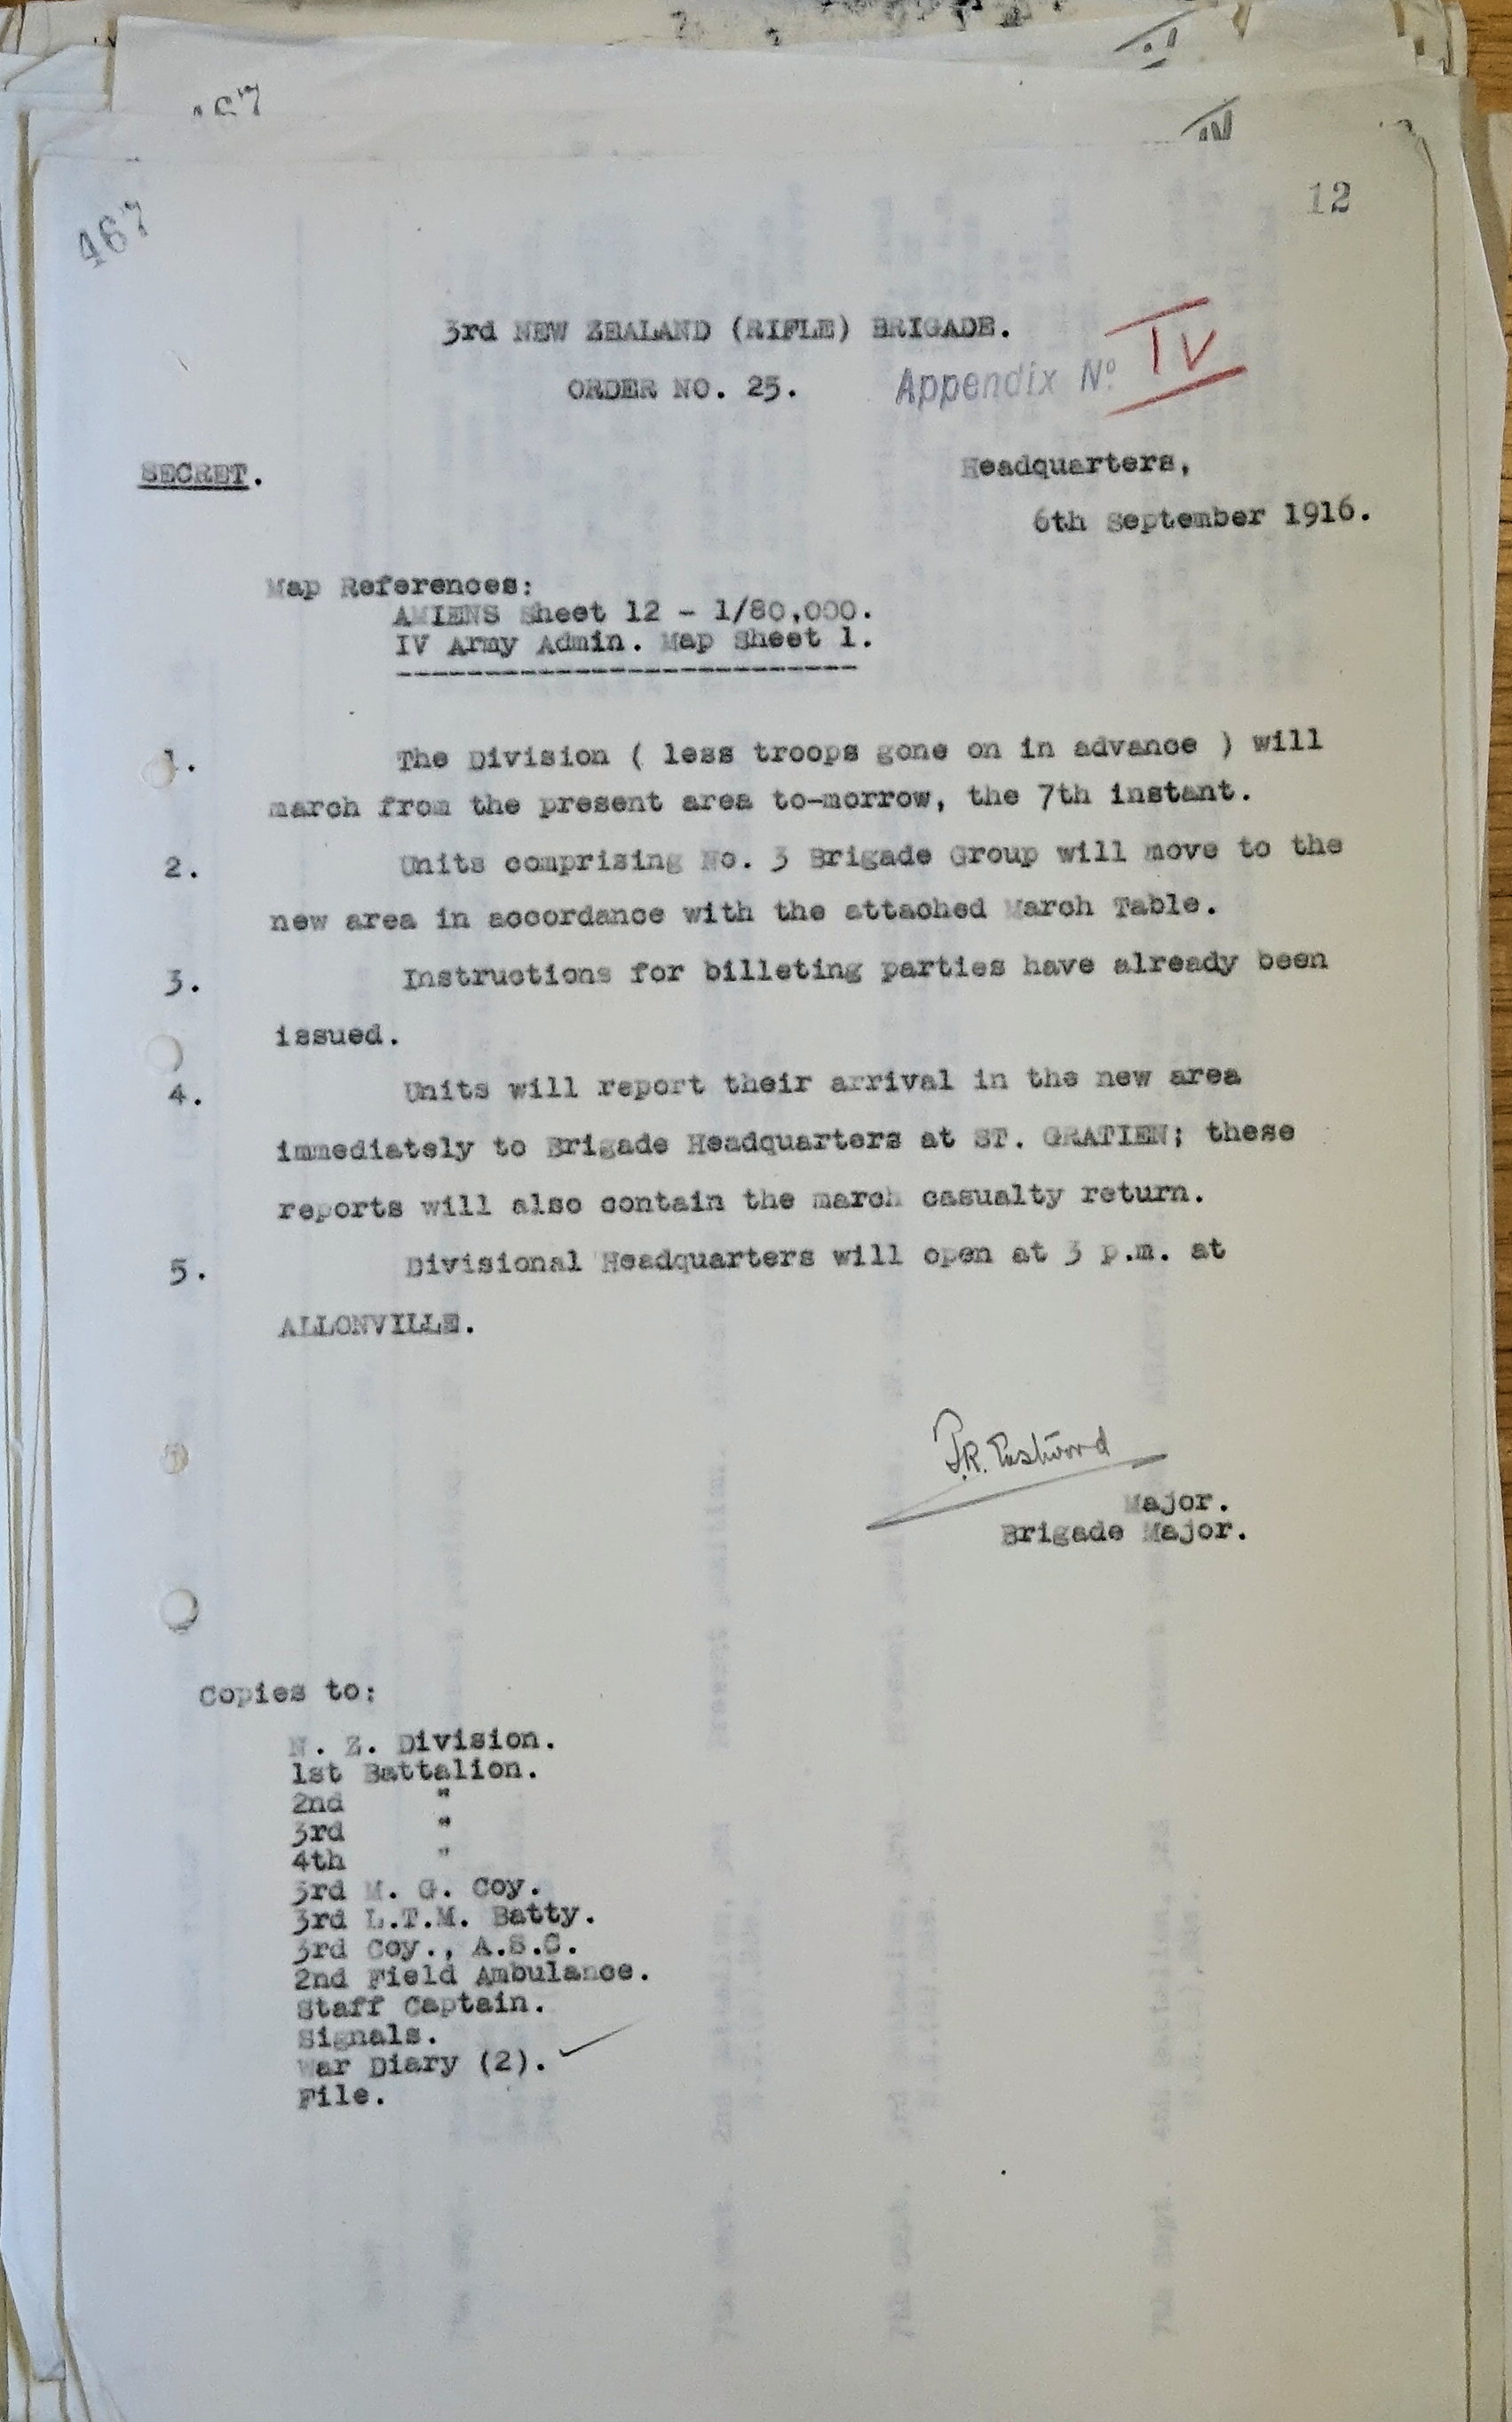 467
12
3rd NEW ZEALAND (RIFLE) BRIGADE.
ORDER NO. 25.
Appendix No. IV
SECRET.
Headquarters,
6th September 1916.
Map References:
AMIENS Sheet 12 - 1/80,000.
IV Army Admin. Map Sheet 1.
--------------------------
1. The Division ( less troops gone on in advance ) will
march from the present area to-morrow, the 7th instant.
2. Units comprising No. 3 Brigade Group will move to the
new area in accordance with the attached March Table.
3. Instructions for billeting parties have already been
issued.
4. Units will report their arrival in the new area
immediately to Brigade Headquarters at ST. GRATIEN; these
reports will also contain the march casualty return.
5. Divisional Headquarters will open at 3 p.m. at
ALLONVILLE.
T.R. Eastwood
Major.
Brigade Major.
Copies to:
N. Z. Division.
1st Battalion.
2nd "
3rd "
4th "
3rd M. G. Coy.
3rd L.T.M. Batty.
3rd Coy., A.S.C.
2nd Field Ambulance.
Staff Captain.
Signals.
War Diary (2).
File.